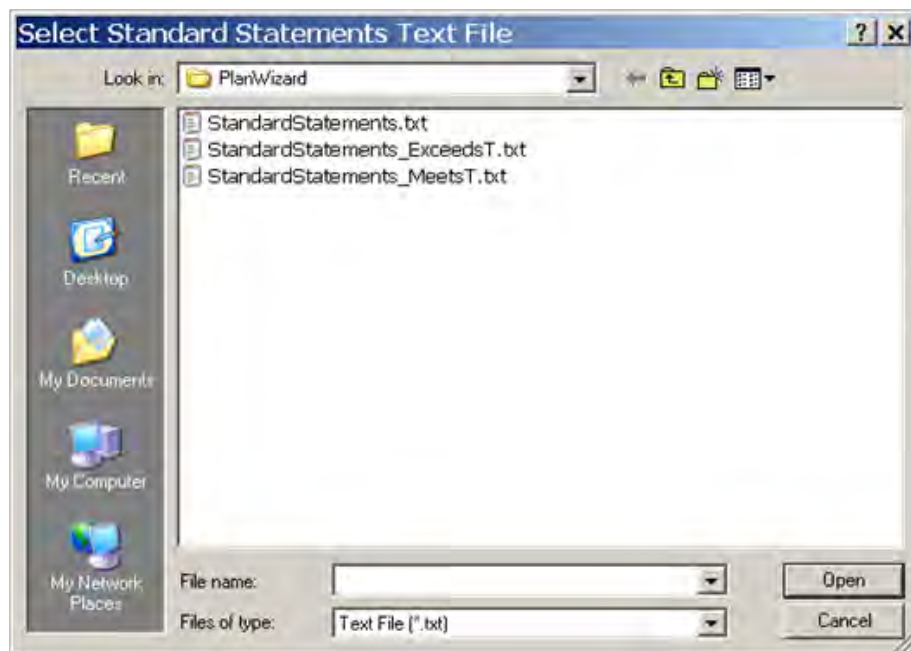 Select Standard Statements Text File
Look in: PlanWizard
StandardStatements.txt
StandardStatements_ExceedsT.txt
StandardStatements_MeetsT.txt
Recent
Desktop
My Documents
My Computer
My Network
Places
File name:
Open
Files of type: Text File (*.txt)
Cancel